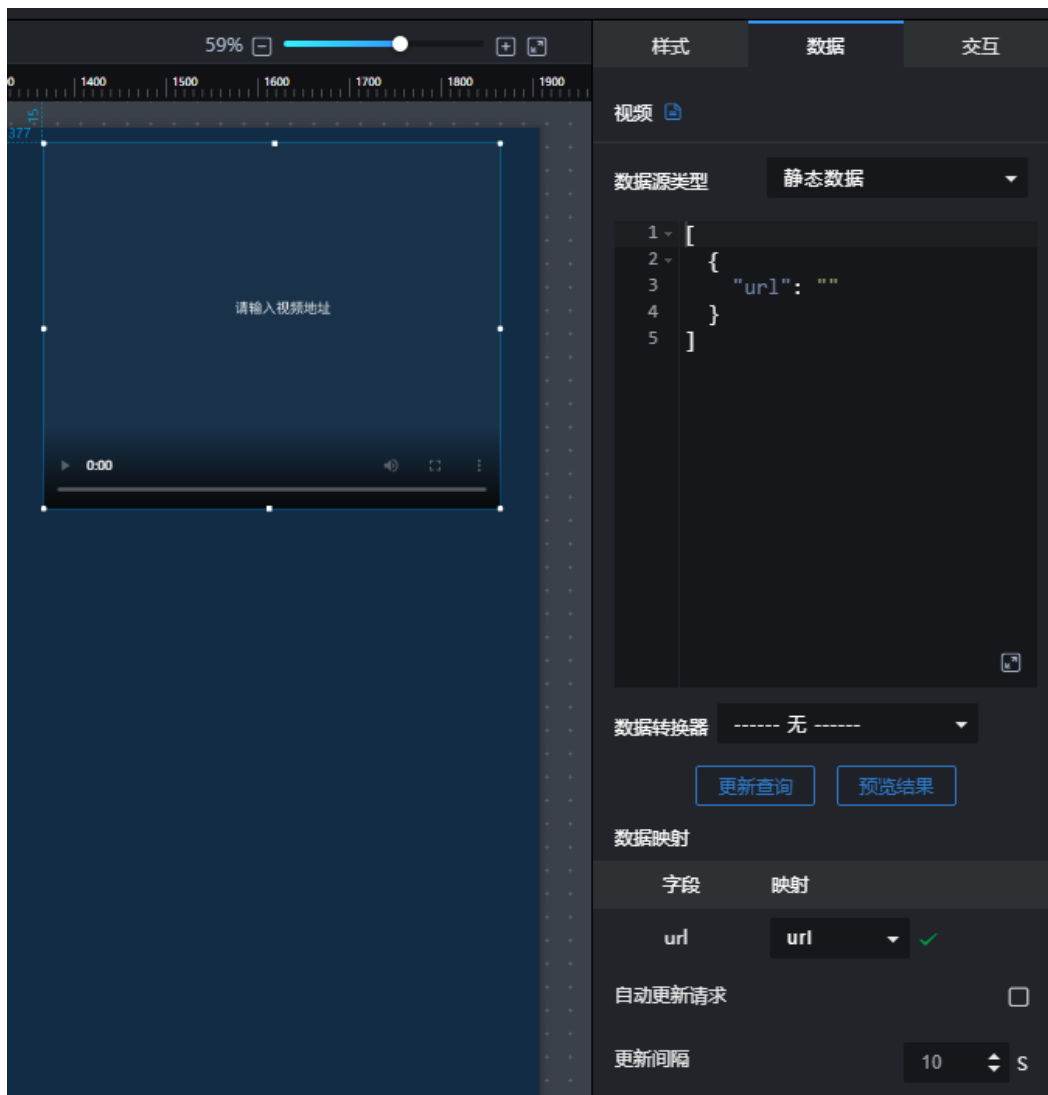 59%
样式 数据 交互
0 1400 1500 1600 1700 1800 1900
视频
15
377
数据源类型 静态数据
1 [
2 {
3 "url": ""
4 }
5 ]
请输入视频地址
0:00
数据转换器 ------ 无 ------
更新查询 预览结果
数据映射
字段 映射
url url
自动更新请求
更新间隔 10 S